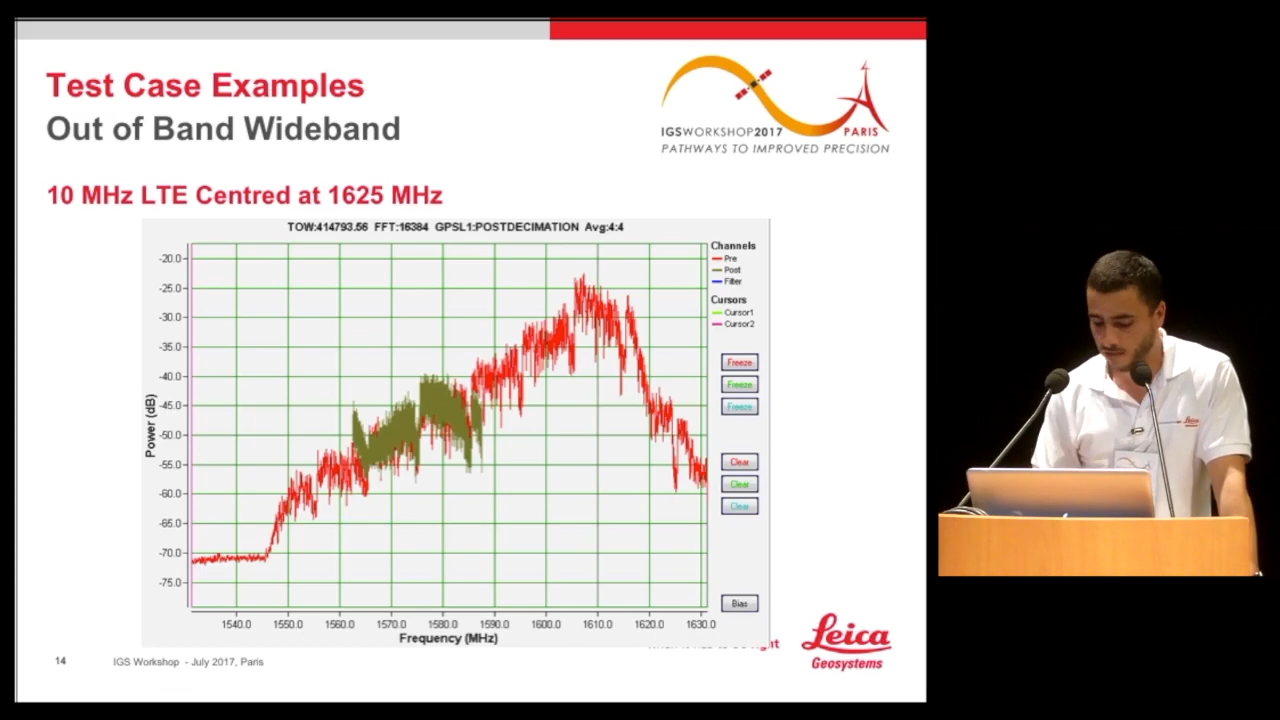 Test Case Examples
Out of Band Wideband
IGSWORKSHOP2017 PARIS
PATHWAYS TO IMPROVED PRECISION
10 MHz LTE Centred at 1625 MHz
TOW:414793.56 FFT:16384 GPSL1:POSTDECIMATION Avg:4:4
Channels
Pre
Post
Filter
Cursors
Cursor1
Cursor2
Freeze
Freeze
Freeze
Clear
Clear
Clear
Bias
Power (dB)
-20.0
-25.0
-30.0
-35.0
-40.0
-45.0
-50.0
-55.0
-60.0
-65.0
-70.0
-75.0
1540.0 1550.0 1560.0 1570.0 1580.0 1590.0 1600.0 1610.0 1620.0 1630.0
Frequency (MHz)
14 IGS Workshop - July 2017, Paris
Leica
Geosystems
Leica